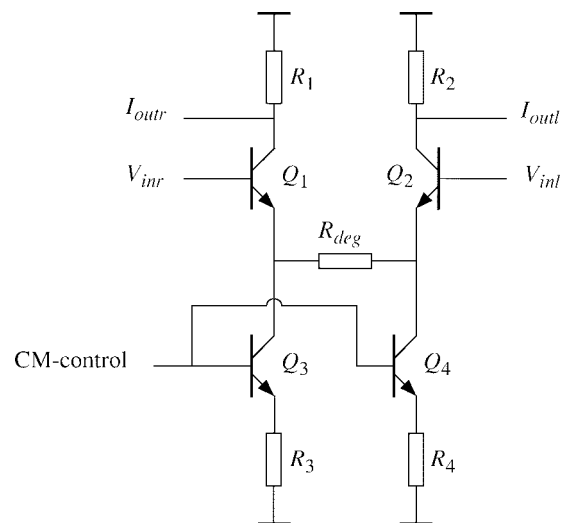 R1 R2
Ioutr Ioutl
Vinr Q1 Q2 Vinl
Rdeg
CM-control Q3 Q4
R3 R4